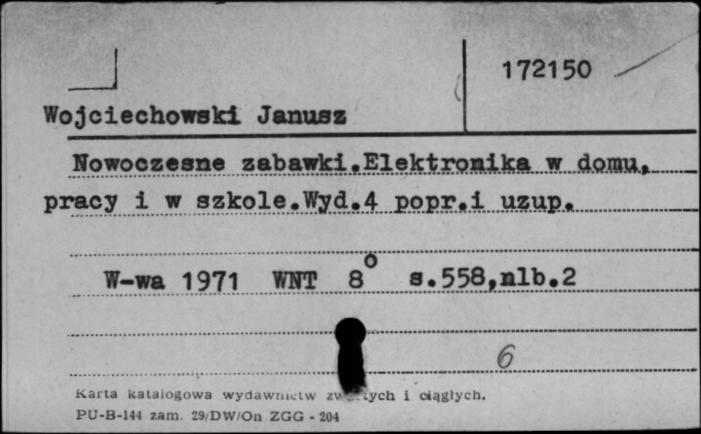 172150
Wojciechowski Janusz
Nowoczesne zabawki.Elektronika w domu,
pracy i w szkole.Wyd.4 popr.i uzup.
W-wa 1971 WNT 8° s.558,nlb.2
6
Karta katalogowa wydawnictw i ciągłych.
PU-B-144 zam. 29/DW/On ZGG - 204